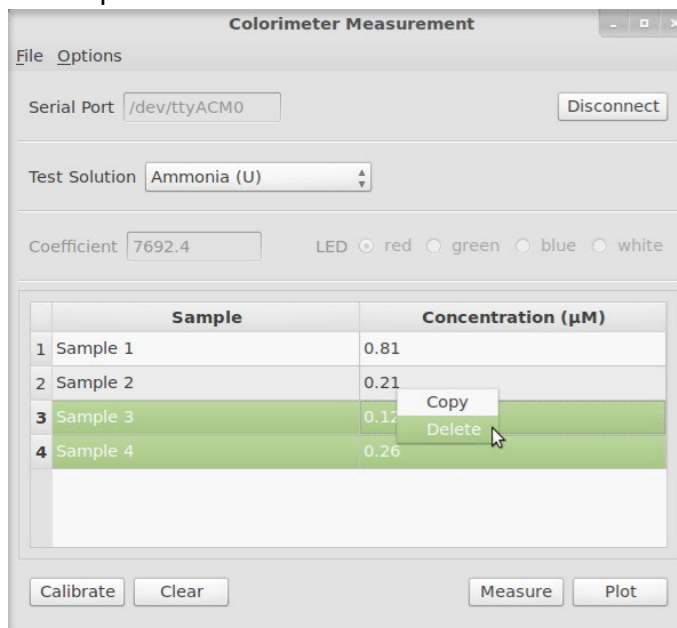 Colorimeter Measurement
File Options
Serial Port /dev/ttyACM0 Disconnect
Test Solution Ammonia (U)
Coefficient 7692.4 LED red green blue white
Sample Concentration (µM)
1 Sample 1 0.81
2 Sample 2 0.21
Copy
3 Sample 3 0.12
Delete
4 Sample 4 0.26
Calibrate Clear Measure Plot